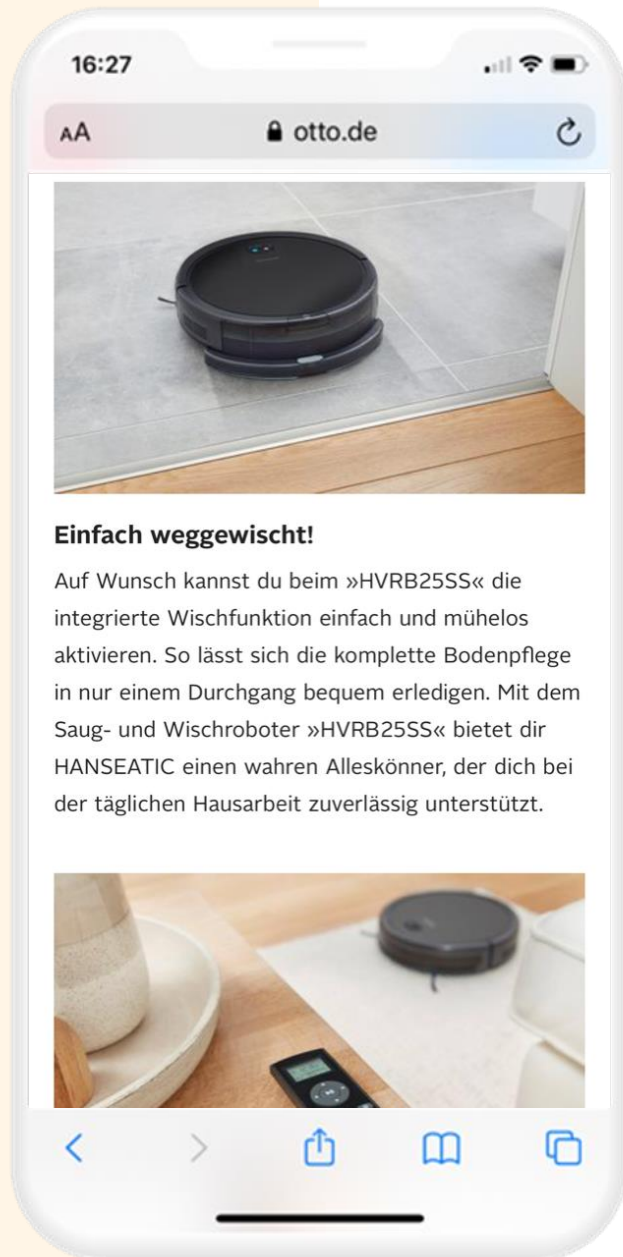 16:27
AA
otto.de
Einfach weggewischt!
Auf Wunsch kannst du beim »HVRB25SS« die
integrierte Wischfunktion einfach und mühelos
aktivieren. So lässt sich die komplette Bodenpflege
in nur einem Durchgang bequem erledigen. Mit dem
Saug- und Wischroboter »HVRB25SS« bietet dir
HANSEATIC einen wahren Alleskönner, der dich bei
der täglichen Hausarbeit zuverlässig unterstützt.